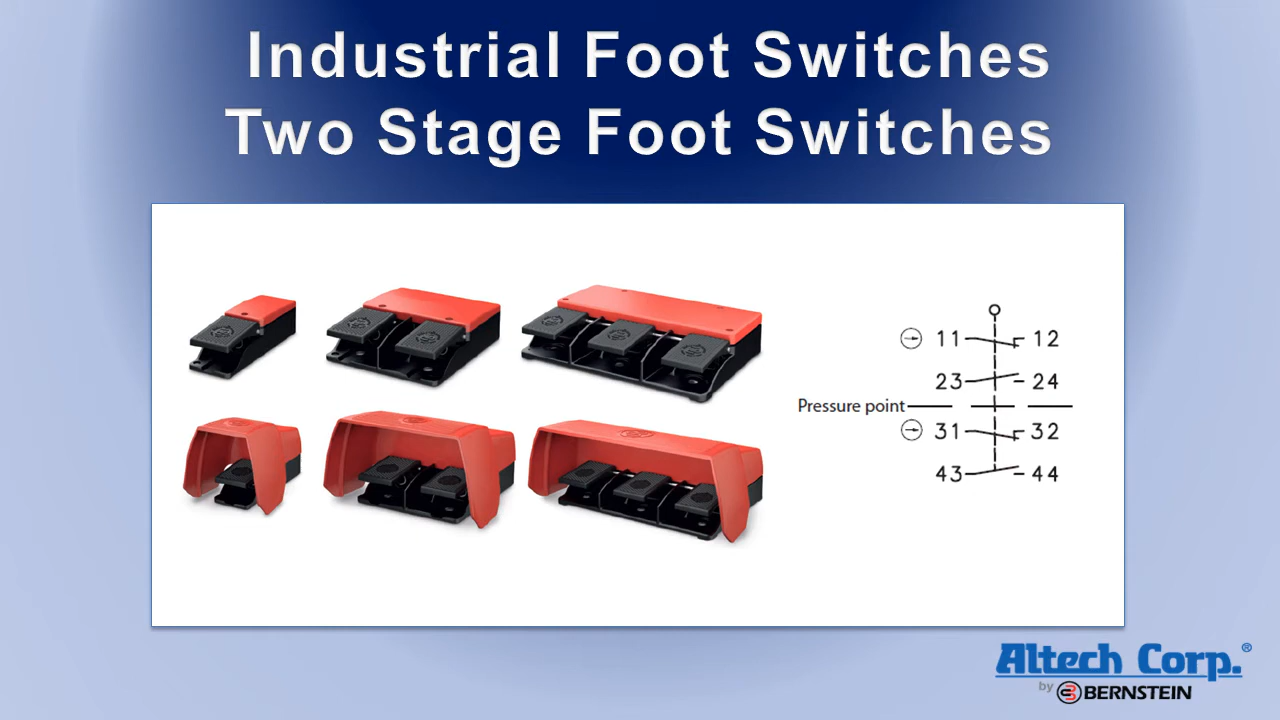 Industrial Foot Switches
Two Stage Foot Switches
11 12
23 24
Pressure point
31 32
43 44
Altech Corp.®
by BERNSTEIN